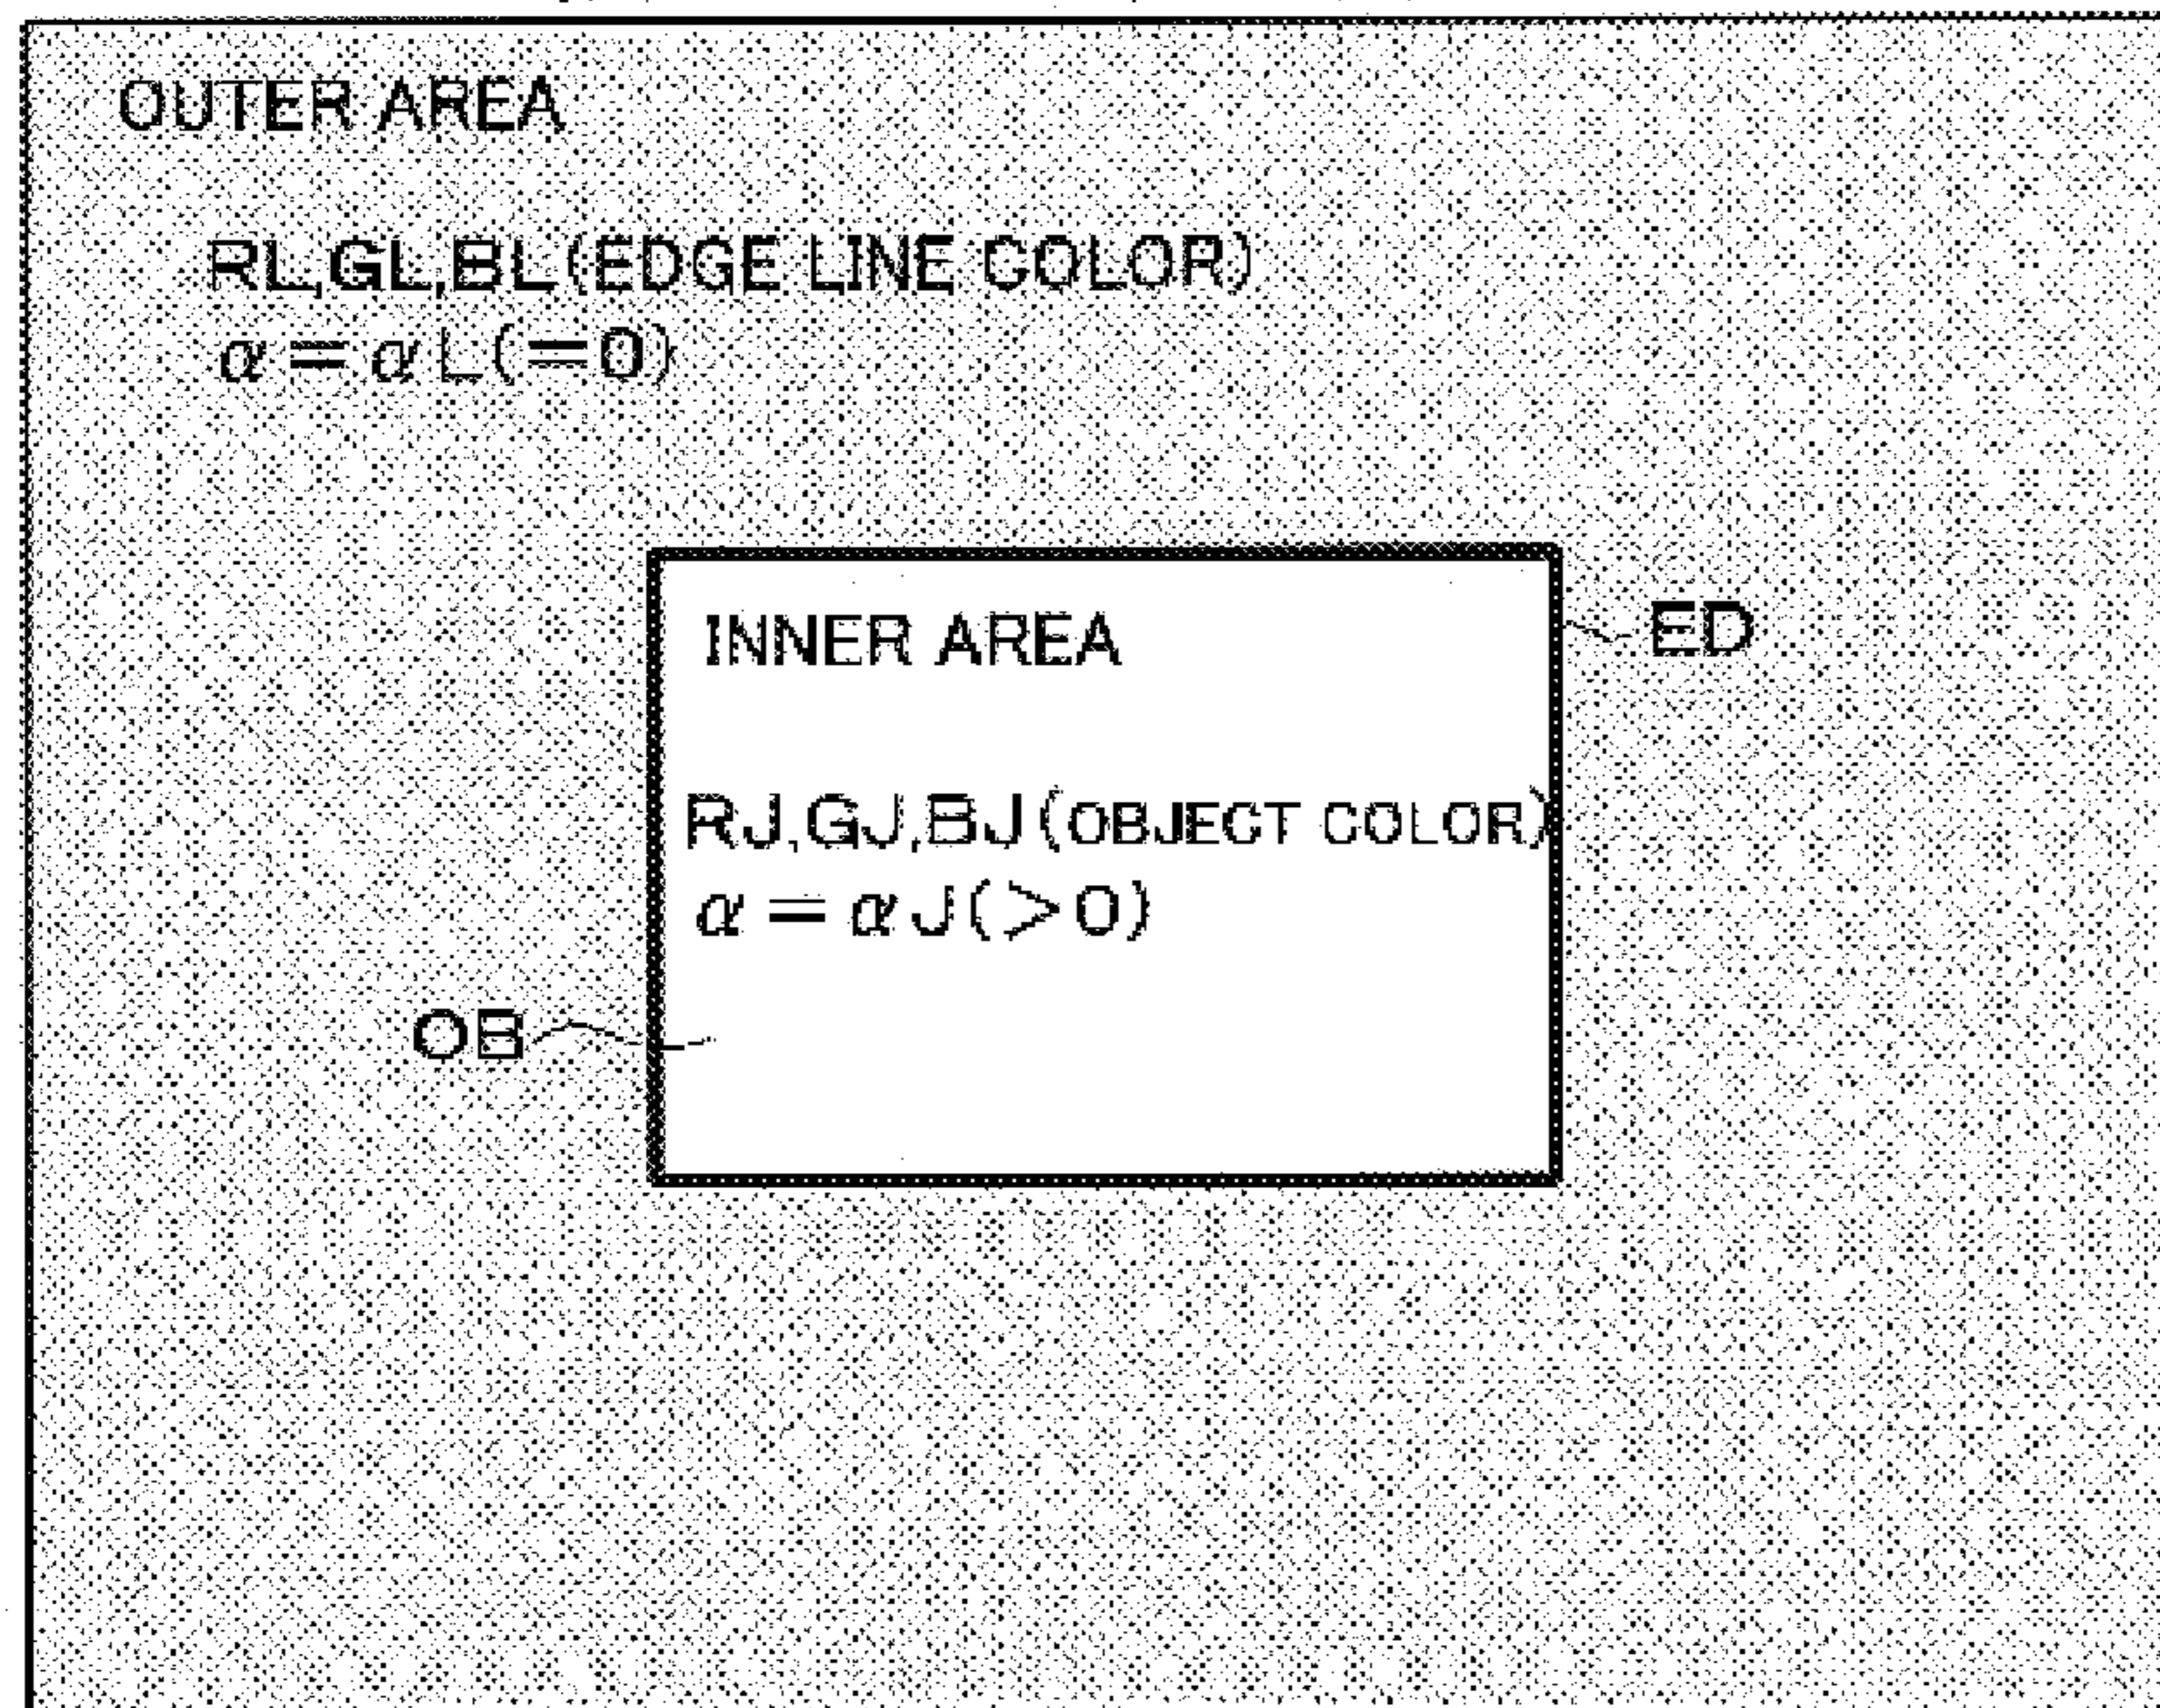 OUTER AREA
RL,GL,BL(EDGE LINE COLOR)
α=αL(=0)
INNER AREA
ED
RJ,GJ,BJ(OBJECT COLOR)
α=αJ(>0)
OB